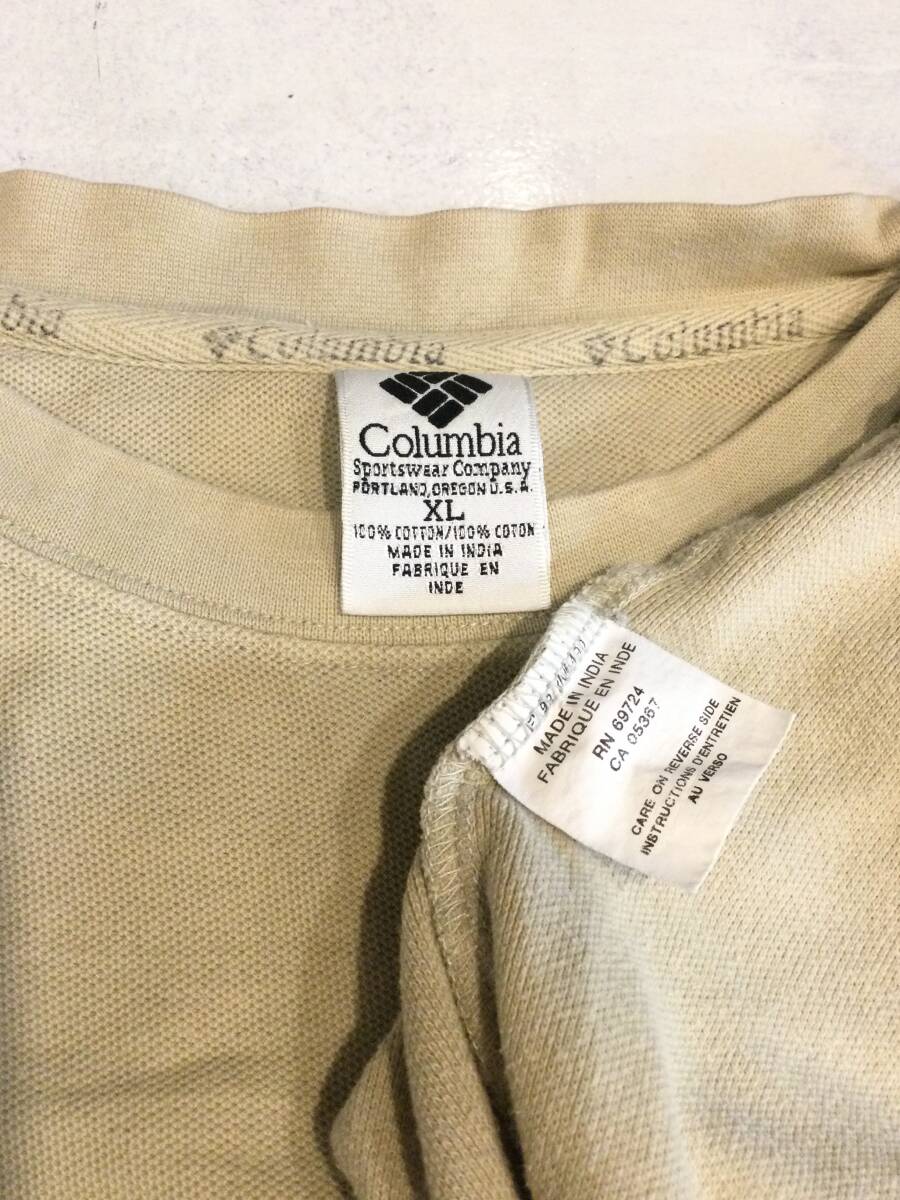 bia
Columbia
Columbia
Columbia
Sportswear Company
PORTLAND, OREGON U.S.A.
XL
100% COTTON/100% COTON
MADE IN INDIA
FABRIQUE EN
INDE
MADE IN INDIA
FABRIQUE EN INDE
RN 69724
CA 05367
CARE ON REVERSE SIDE
INSTRUCTIONS D'ENTRETIEN
AU VERSO